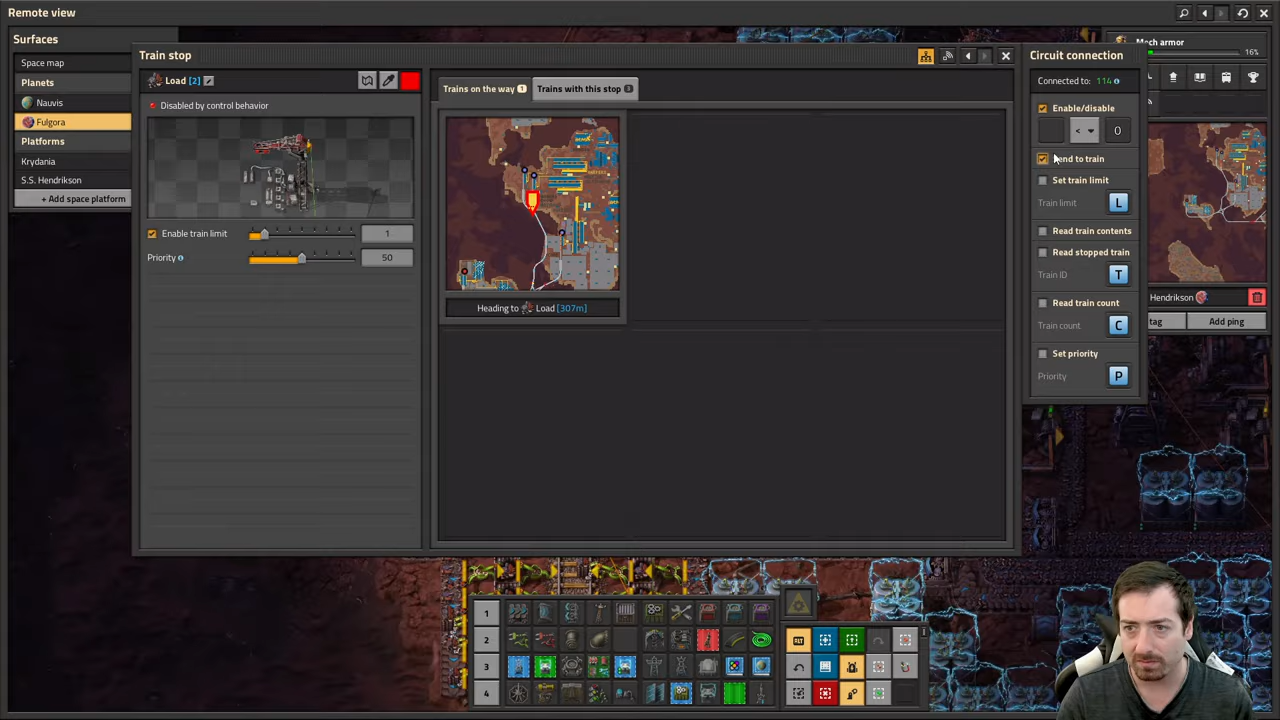 Remote view
Surfaces
Space map
Planets
Nauvis
Fulgora
Platforms
Krydania
S.S. Hendrikson
+ Add space platform
Train stop
Load [2]
Disabled by control behavior
Enable train limit
1
Priority
50
Trains on the way 1
Trains with this stop
Heading to Load [307m]
Circuit connection
Connected to: 114
Enable/disable
<
0
end to train
Set train limit
Train limit
L
Read train contents
Read stopped train
Train ID
T
Read train count
Train count
C
Set priority
Priority
P
Mech armor
16%
Hendrikson
tag
Add ping
1
2
3
4
ALT